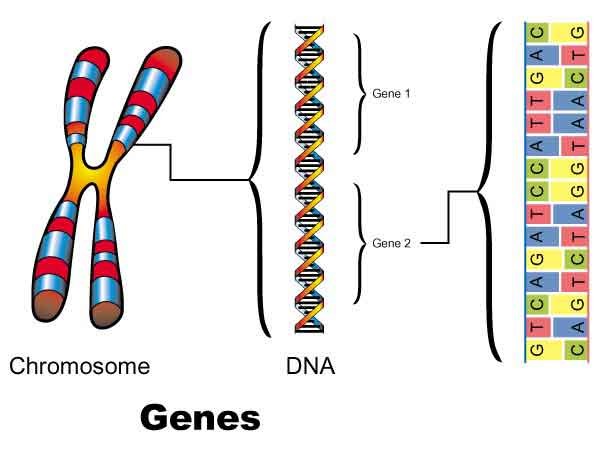 Gene 1
Gene 2
G T C A G A T C C A T T G A C
C A G T C T A G G T A A C T G
Chromosome
DNA
Genes